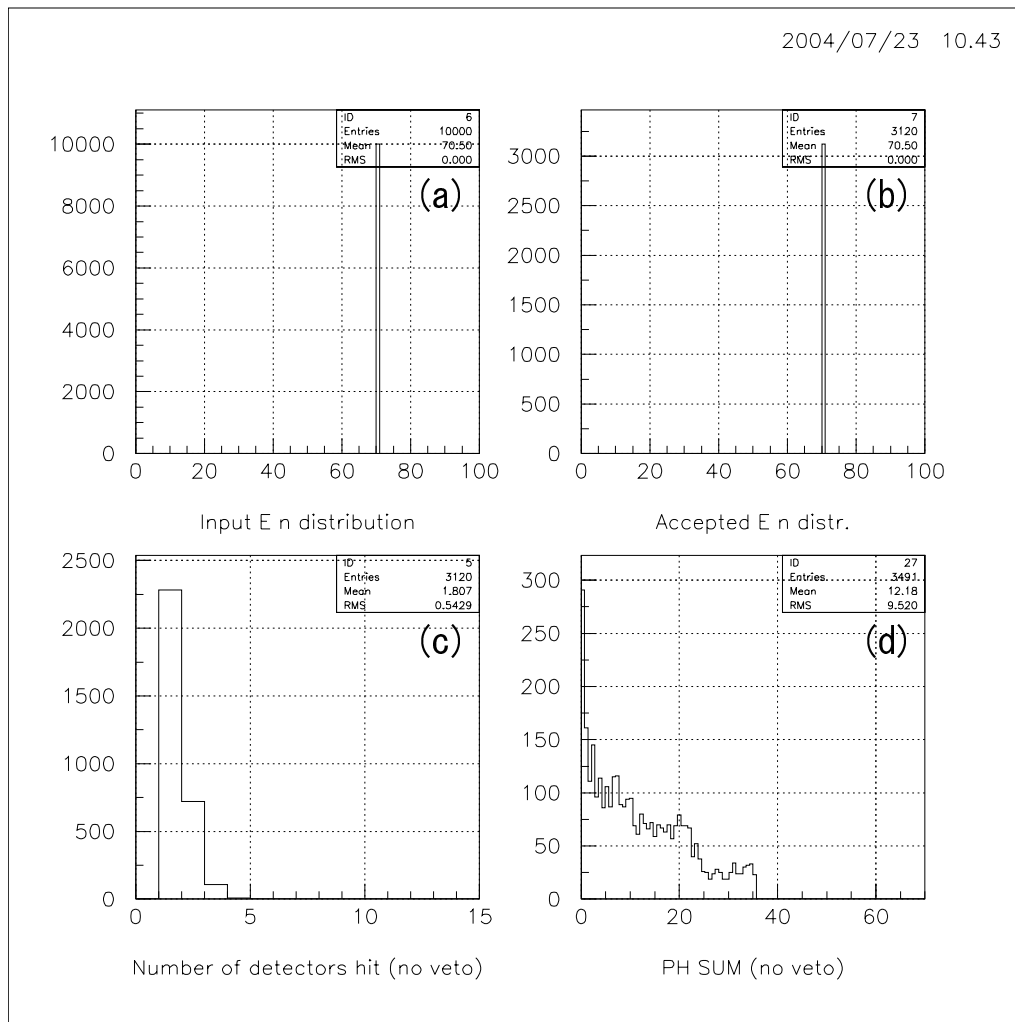 2004/07/23 10.43
ID 6
Entries 10000
Mean 70.50
RMS 0.000
(a)
10000
8000
6000
4000
2000
0
0 20 40 60 80 100
Input E n distribution
ID 7
Entries 3120
Mean 70.50
RMS 0.000
(b)
3000
2500
2000
1500
1000
500
0
0 20 40 60 80 100
Accepted E n distr.
ID 5
Entries 3120
Mean 1.807
RMS 0.5429
(c)
2500
2000
1500
1000
500
0
0 5 10 15
Number of detectors hit (no veto)
ID 27
Entries 3491
Mean 12.18
RMS 9.520
(d)
300
250
200
150
100
50
0
0 20 40 60
PH SUM (no veto)